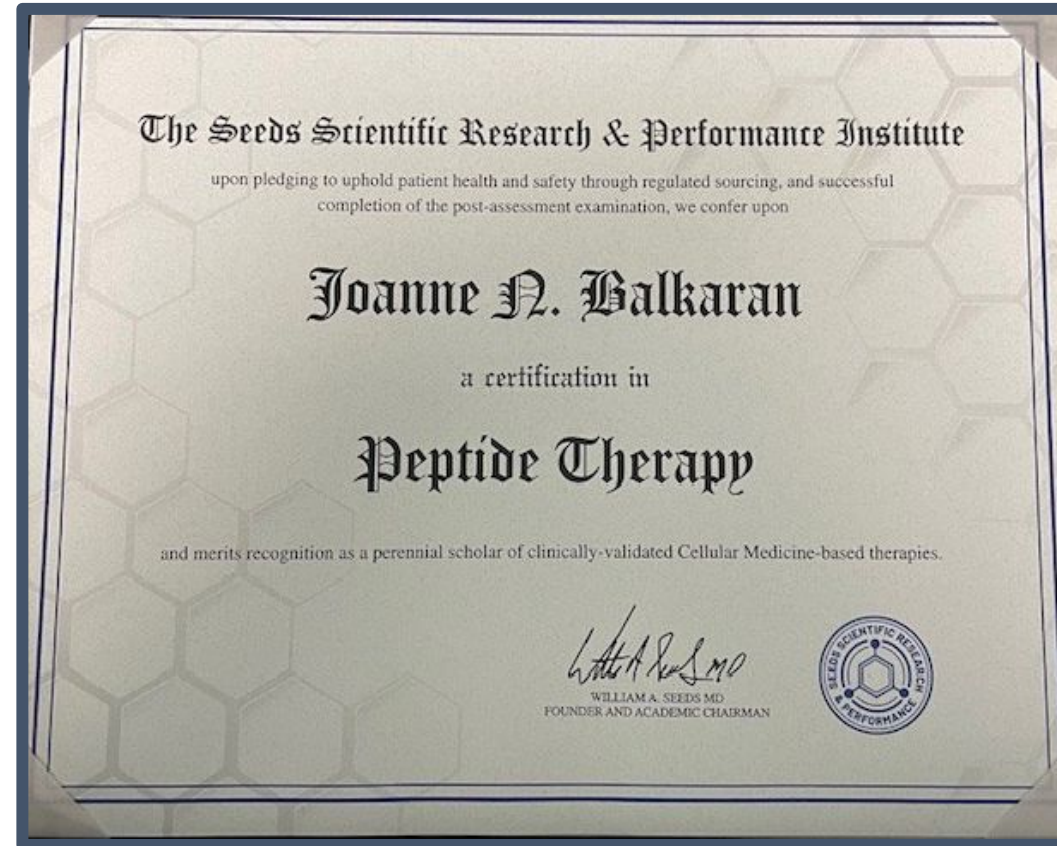 The Seeds Scientific Research & Performance Institute
upon pledging to uphold patient health and safety through regulated sourcing, and successful
completion of the post-assessment examination, we confer upon
Joanne N. Balkaran
a certification in
Peptide Therapy
and merits recognition as a perennial scholar of clinically-validated Cellular Medicine-based therapies.
William A Seeds MD
WILLIAM A. SEEDS MD
FOUNDER AND ACADEMIC CHAIRMAN
SEEDS SCIENTIFIC RESEARCH
& PERFORMANCE